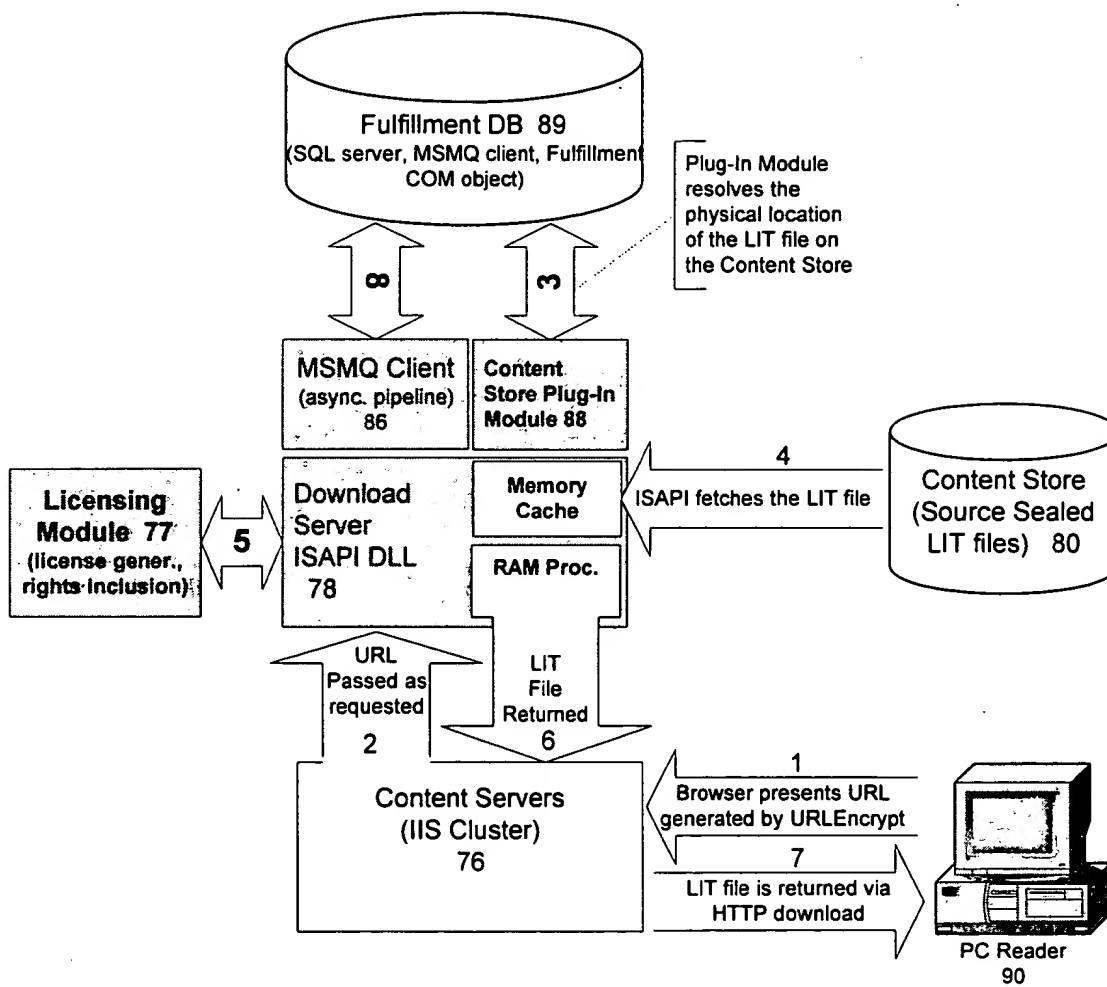 Fulfillment DB 89
(SQL server, MSMQ client, Fulfillment
COM object)
Plug-In Module
resolves the
physical location
of the LIT file on
the Content Store
8
3
MSMQ Client
(async. pipeline)
86
Content
Store Plug-In
Module 88
4
ISAPI fetches the LIT file
Content Store
(Source Sealed
LIT files) 80
Licensing
Module 77
(license gener.,
rights inclusion)
5
Download
Server
ISAPI DLL
78
Memory
Cache
RAM Proc.
URL
Passed as
requested
2
LIT
File
Returned
6
Content Servers
(IIS Cluster)
76
1
Browser presents URL
generated by URLEncrypt
7
LIT file is returned via
HTTP download
PC Reader
90